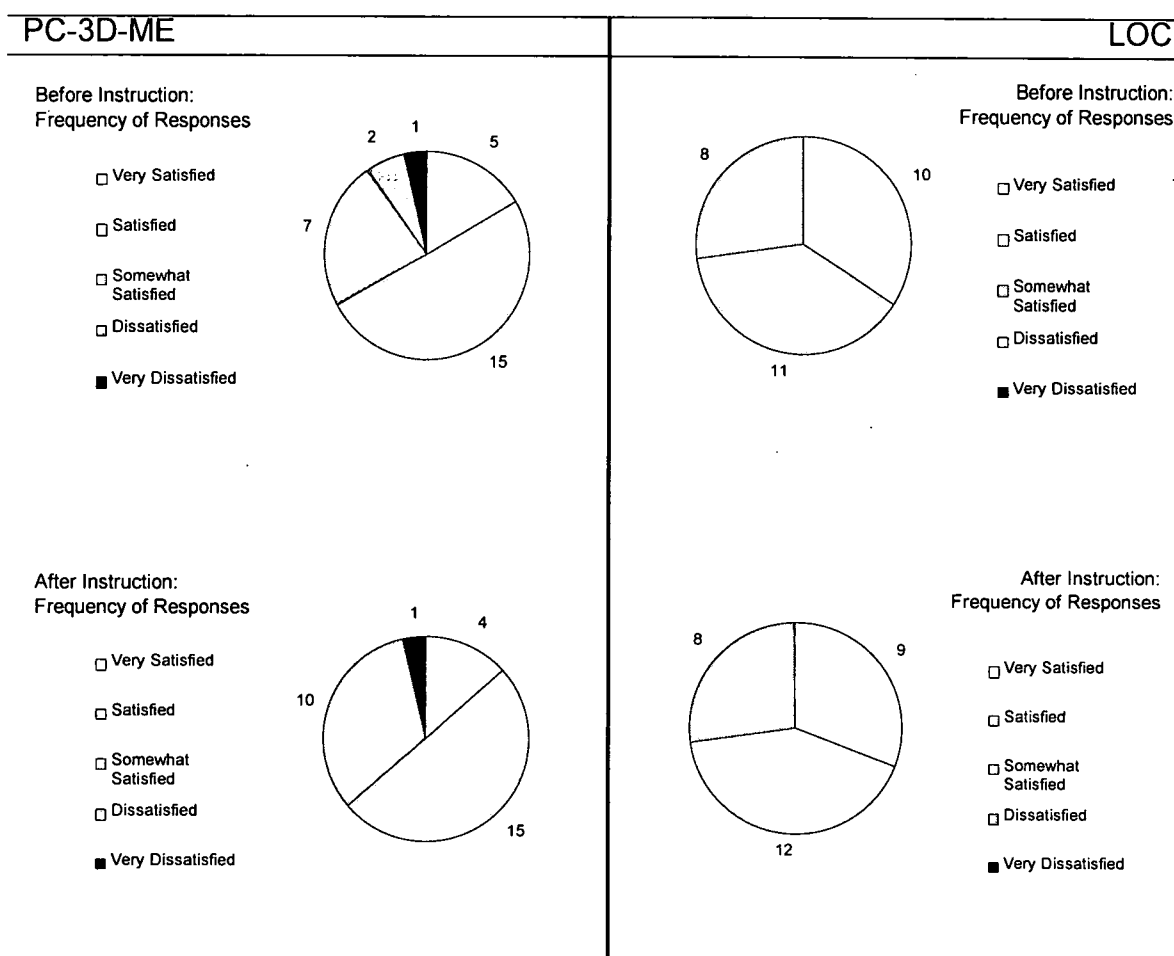 PC-3D-ME
LOC
Before Instruction:
Frequency of Responses
Very Satisfied
Satisfied
Somewhat
Satisfied
Dissatisfied
Very Dissatisfied
2
1
5
7
15
Before Instruction:
Frequency of Responses
Very Satisfied
Satisfied
Somewhat
Satisfied
Dissatisfied
Very Dissatisfied
8
10
11
After Instruction:
Frequency of Responses
Very Satisfied
Satisfied
Somewhat
Satisfied
Dissatisfied
Very Dissatisfied
1
4
10
15
After Instruction:
Frequency of Responses
Very Satisfied
Satisfied
Somewhat
Satisfied
Dissatisfied
Very Dissatisfied
8
9
12